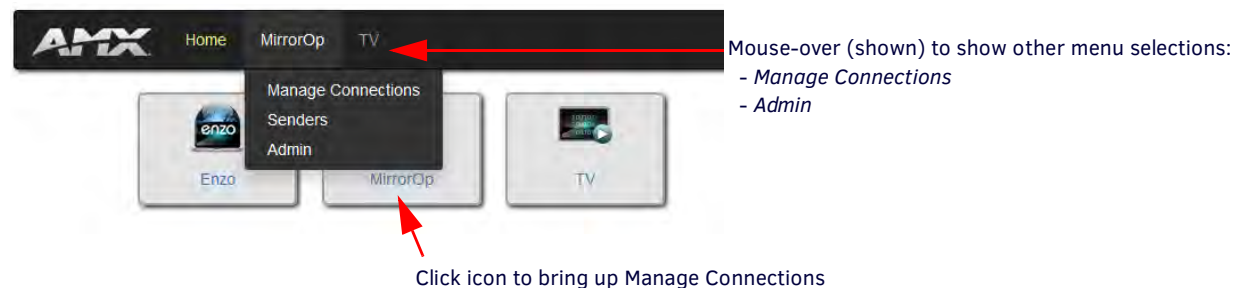 AMX Home MirrorOp TV
Mouse-over (shown) to show other menu selections:
- Manage Connections
- Admin
Manage Connections
Senders
Admin
enzo
Enzo MirrorOp TV
Click icon to bring up Manage Connections